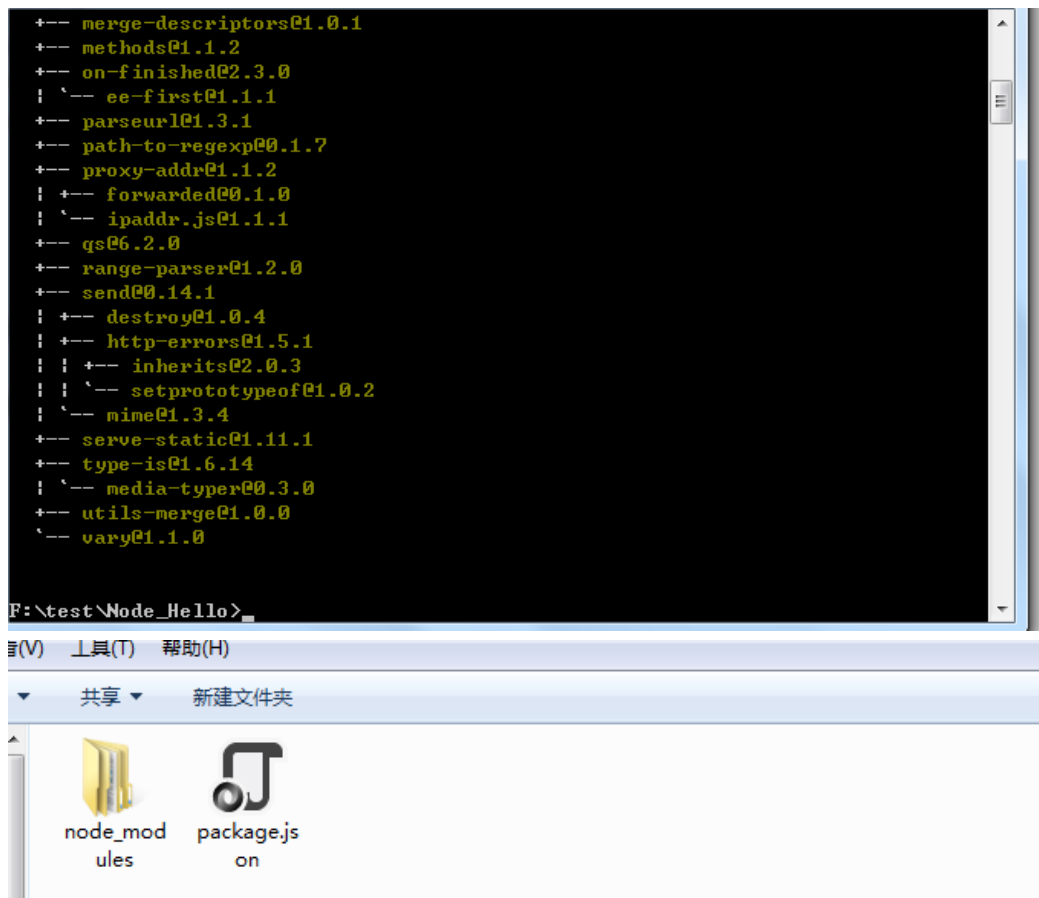 +-- merge-descriptors@1.0.1
+-- methods@1.1.2
+-- on-finished@2.3.0
| `-- ee-first@1.1.1
+-- parseurl@1.3.1
+-- path-to-regexp@0.1.7
+-- proxy-addr@1.1.2
| +-- forwarded@0.1.0
| `-- ipaddr.js@1.1.1
+-- qs@6.2.0
+-- range-parser@1.2.0
+-- send@0.14.1
| +-- destroy@1.0.4
| +-- http-errors@1.5.1
| | +-- inherits@2.0.3
| | `-- setprototypeof@1.0.2
| `-- mime@1.3.4
+-- serve-static@1.11.1
+-- type-is@1.6.14
| `-- media-typer@0.3.0
+-- utils-merge@1.0.0
`-- vary@1.1.0
F:\test\Node_Hello>_
(V) 工具(T) 帮助(H)
共享 新建文件夹
node_mod package.js
ules on